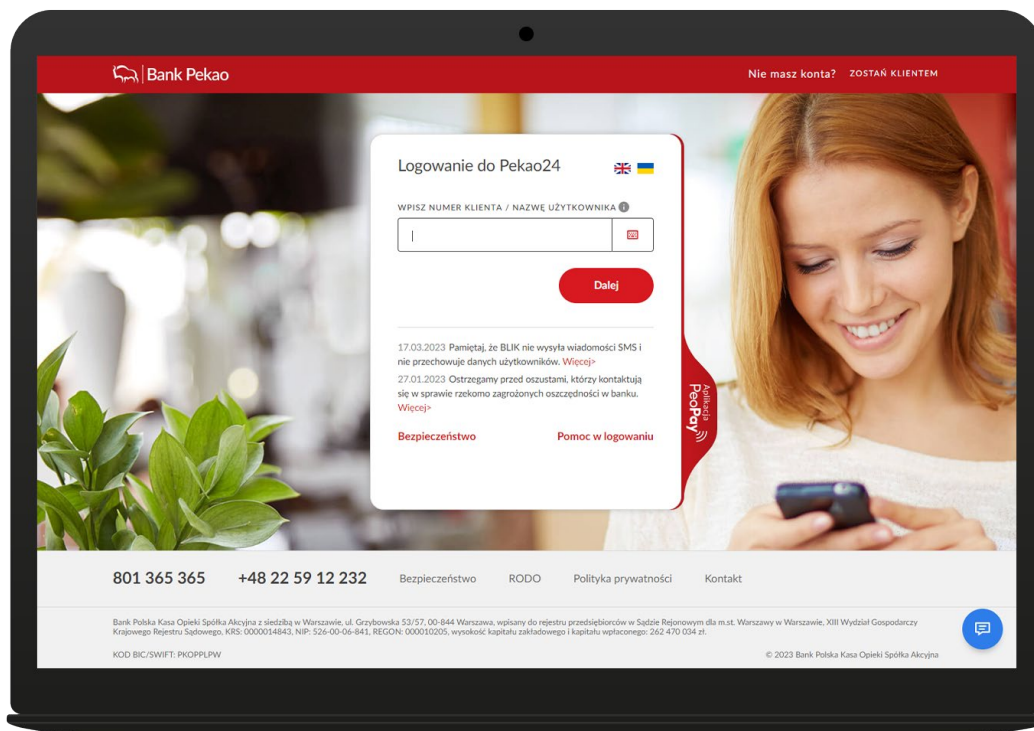 Bank Pekao
Nie masz konta? ZOSTAŃ KLIENTEM
Logowanie do Pekao24
WPISZ NUMER KLIENTA / NAZWĘ UŻYTKOWNIKA
Dalej
17.03.2023 Pamiętaj, że BLIK nie wysyła wiadomości SMS i
nie przechowuje danych użytkowników. Więcej>
27.01.2023 Ostrzegamy przed oszustami, którzy kontaktują
się w sprawie rzekomo zagrożonych oszczędności w banku.
Więcej>
Bezpieczeństwo Pomoc w logowaniu
Aplikacja
PeoPay
801 365 365 +48 22 59 12 232 Bezpieczeństwo RODO Polityka prywatności Kontakt
Bank Polska Kasa Opieki Spółka Akcyjna z siedzibą w Warszawie, ul. Grzybowska 53/57, 00-844 Warszawa, wpisany do rejestru przedsiębiorców w Sądzie Rejonowym dla m.st. Warszawy w Warszawie, XIII Wydział Gospodarczy
Krajowego Rejestru Sądowego, KRS: 0000014843, NIP: 526-00-06-841, REGON: 000010205, wysokość kapitału zakładowego i kapitału wpłaconego: 262 470 034 zł.
KOD BIC/SWIFT: PKOPPLPW © 2023 Bank Polska Kasa Opieki Spółka Akcyjna